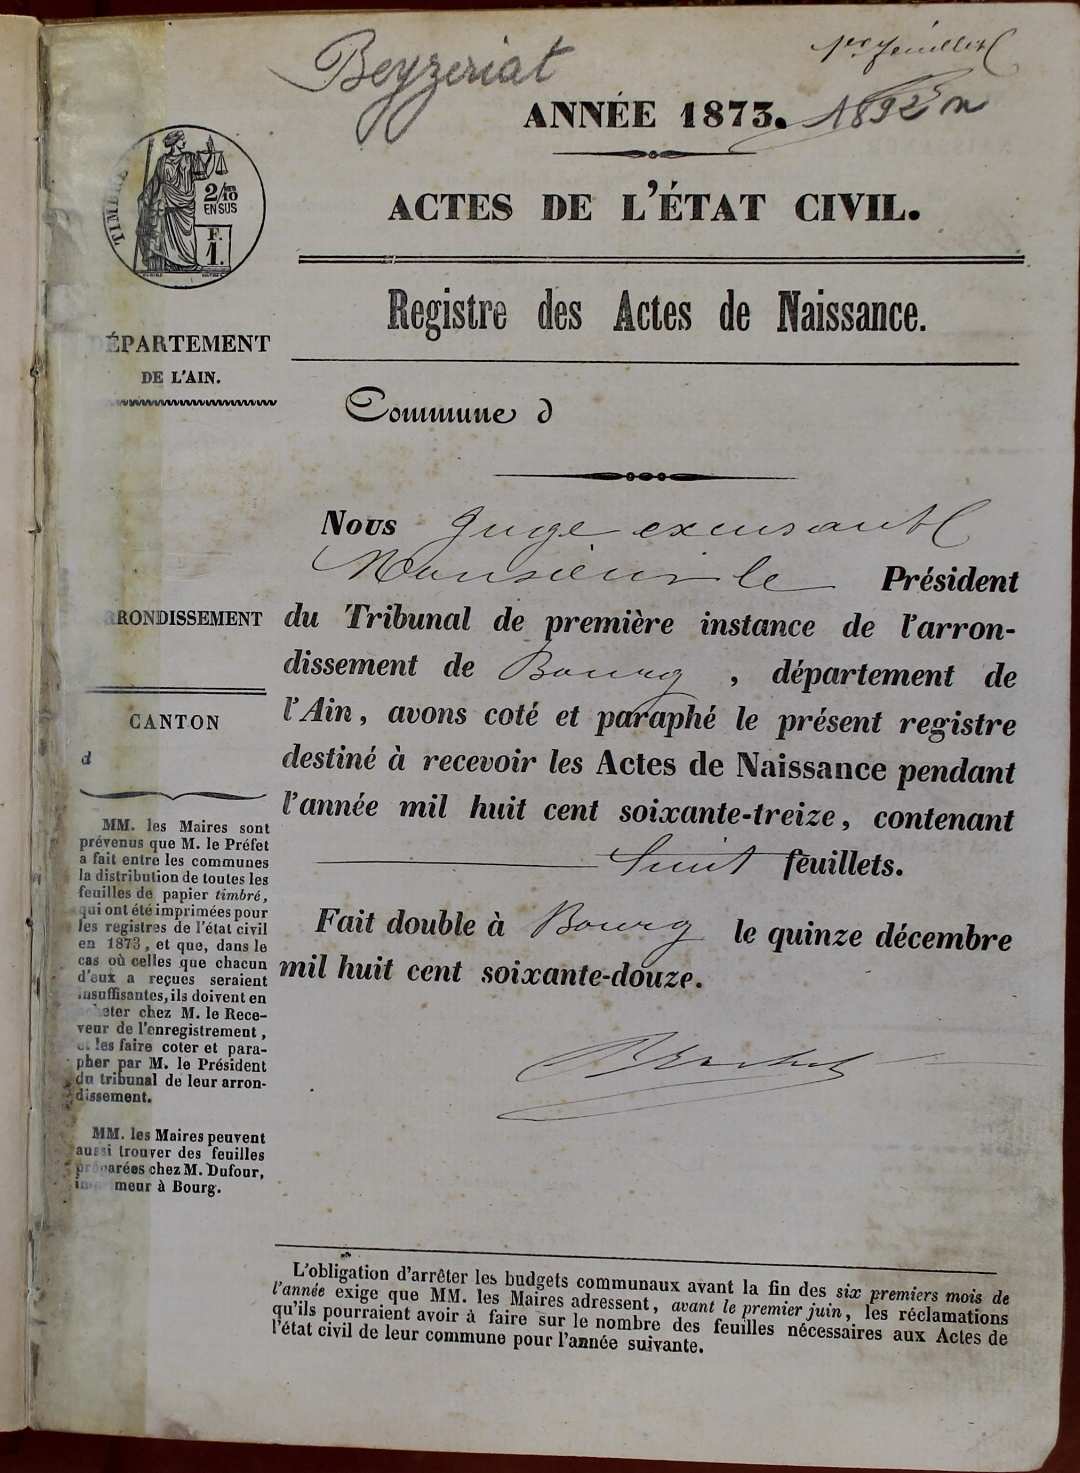 Beyzeriat
1er feuillet
ANNÉE 1873.
ACTES DE L'ÉTAT CIVIL.
Registre des Actes de Naissance.
TIMBRE
2/10
EN SUS
F.
1.
DÉPARTEMENT
DE L'AIN.
Commune d
Nous Juge excusant
Monsieur le Président
ARRONDISSEMENT
du Tribunal de première instance de l'arron-
dissement de Bourg, département de
l'Ain, avons coté et paraphé le présent registre
destiné à recevoir les Actes de Naissance pendant
l'année mil huit cent soixante-treize, contenant
huit feuillets.
Fait double à Bourg le quinze décembre
mil huit cent soixante-douze.
CANTON
d
MM. les Maires sont
prévenus que M. le Préfet
a fait entre les communes
la distribution de toutes les
feuilles de papier timbré,
qui ont été imprimées pour
les registres de l'état civil
en 1873, et que, dans le
cas où celles que chacun
d'eux a reçues seraient
insuffisantes, ils doivent en
acheter chez M. le Rece-
veur de l'enregistrement,
et les faire coter et para-
pher par M. le Président
du tribunal de leur arron-
dissement.
MM. les Maires peuvent
aussi trouver des feuilles
préparées chez M. Dufour,
imprimeur à Bourg.
L'obligation d'arrêter les budgets communaux avant la fin des six premiers mois de
l'année exige que MM. les Maires adressent, avant le premier juin, les réclamations
qu'ils pourraient avoir à faire sur le nombre des feuilles nécessaires aux Actes de
l'état civil de leur commune pour l'année suivante.